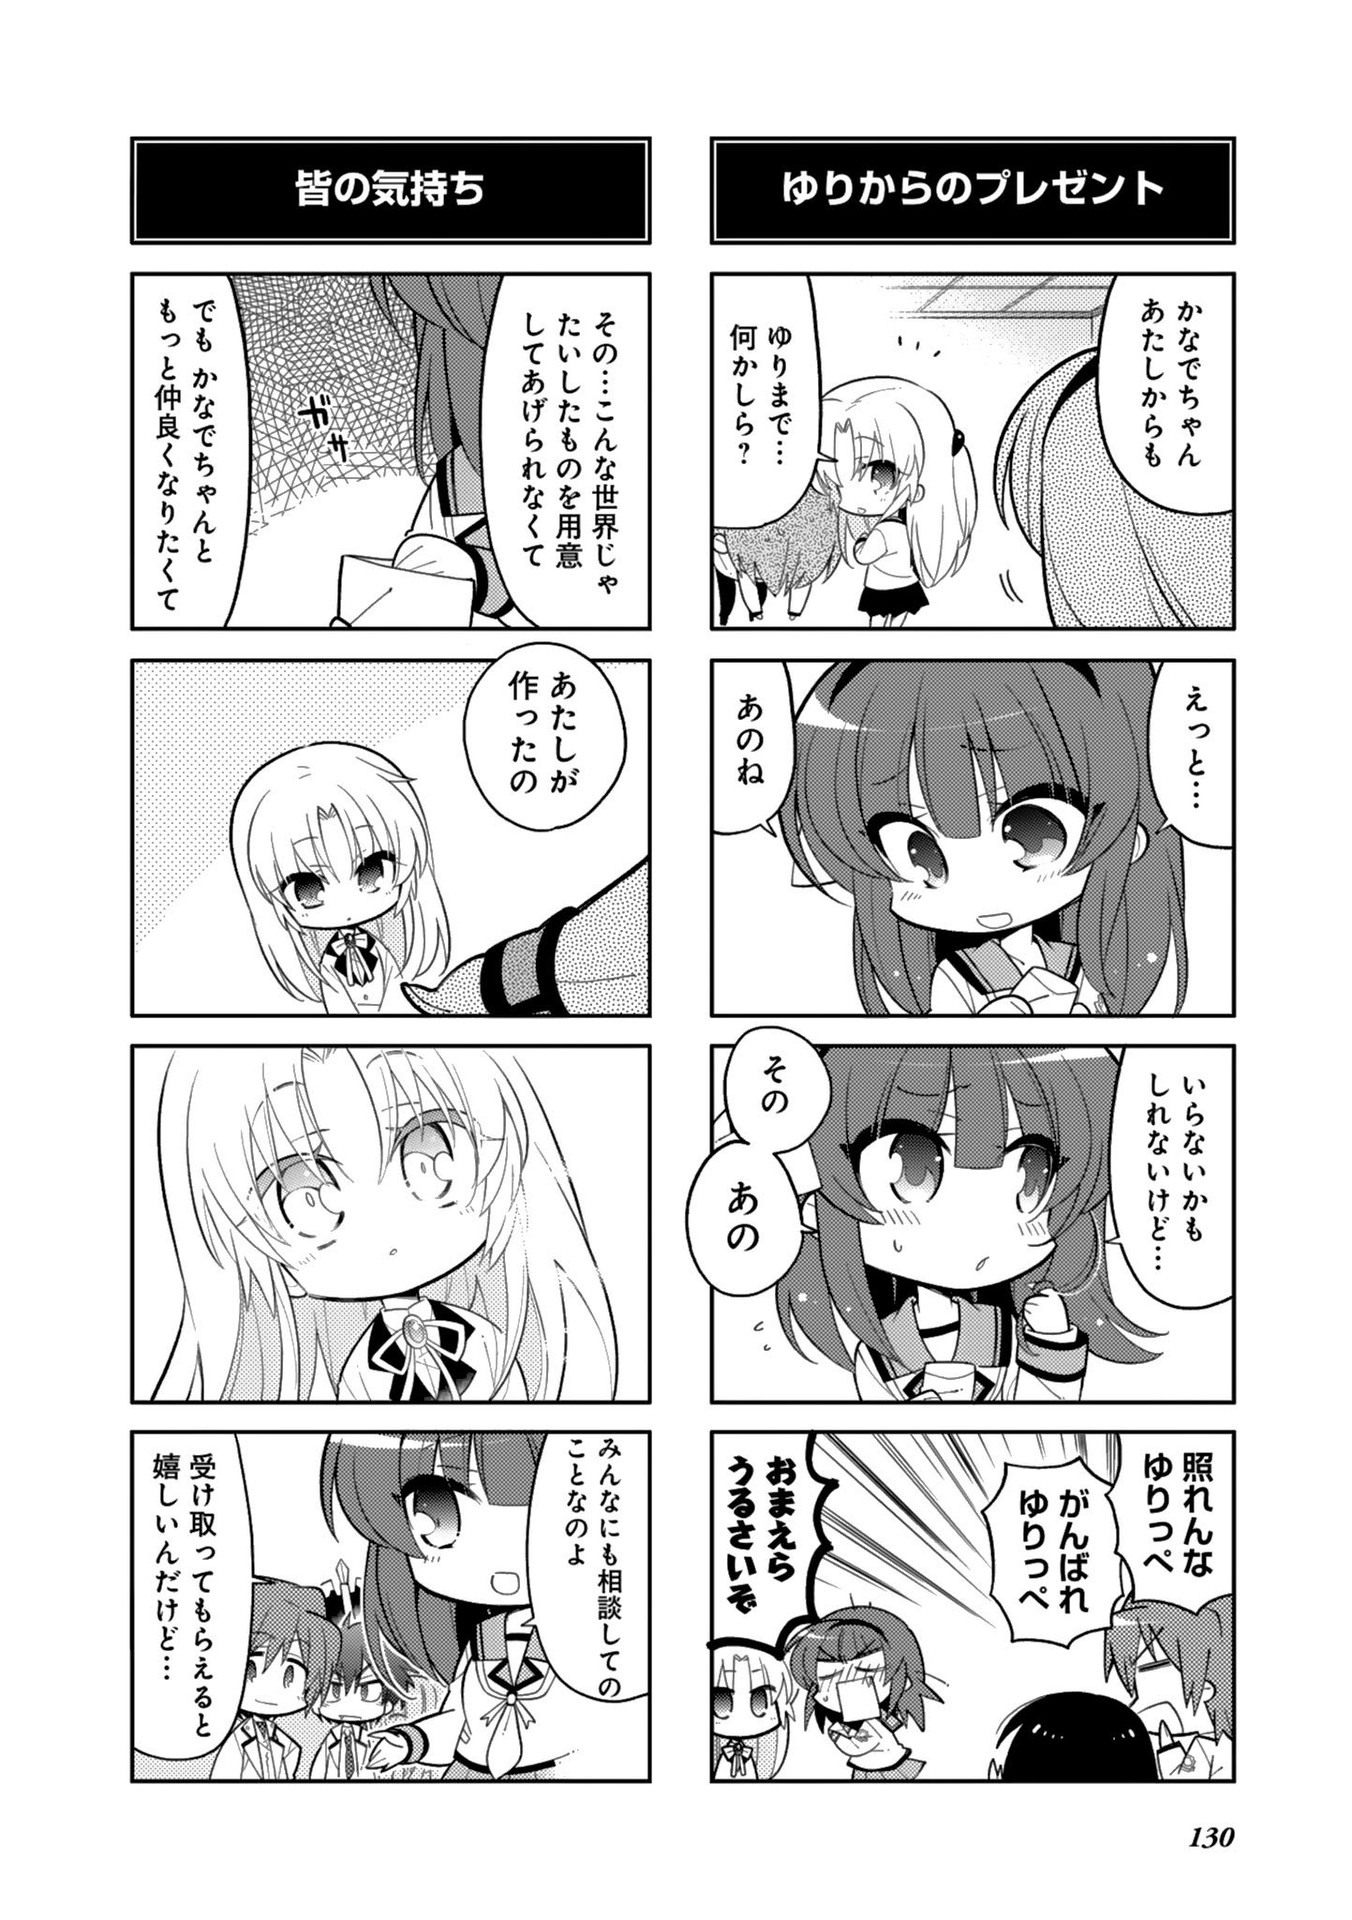 ゆりからのプレゼント
かなでちゃん
あたしからも
ゆりまで…
何かしら？
えっと…
あのね
いらないかも
しれないけど…
その
あの
照れんな
ゆりっぺ
がんばれ
ゆりっぺ
おまえら
うるさいぞ
皆の気持ち
その…こんな世界じゃ
たいしたものを用意
してあげられなくて
ガサ
でも かなでちゃんと
もっと仲良くなりたくて
あたしが
作ったの
みんなにも相談しての
ことなのよ
受け取ってもらえると
嬉しいんだけど…
130